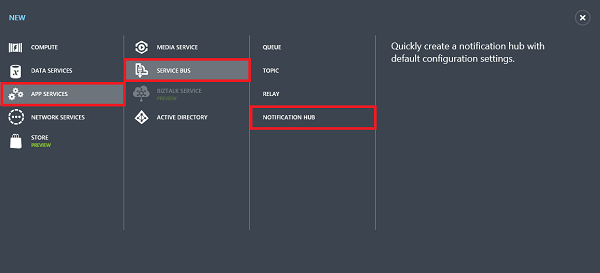 NEW
COMPUTE
DATA SERVICES
APP SERVICES
NETWORK SERVICES
STORE
PREVIEW
MEDIA SERVICE
SERVICE BUS
BIZTALK SERVICE
PREVIEW
ACTIVE DIRECTORY
QUEUE
TOPIC
RELAY
NOTIFICATION HUB
Quickly create a notification hub with
default configuration settings.